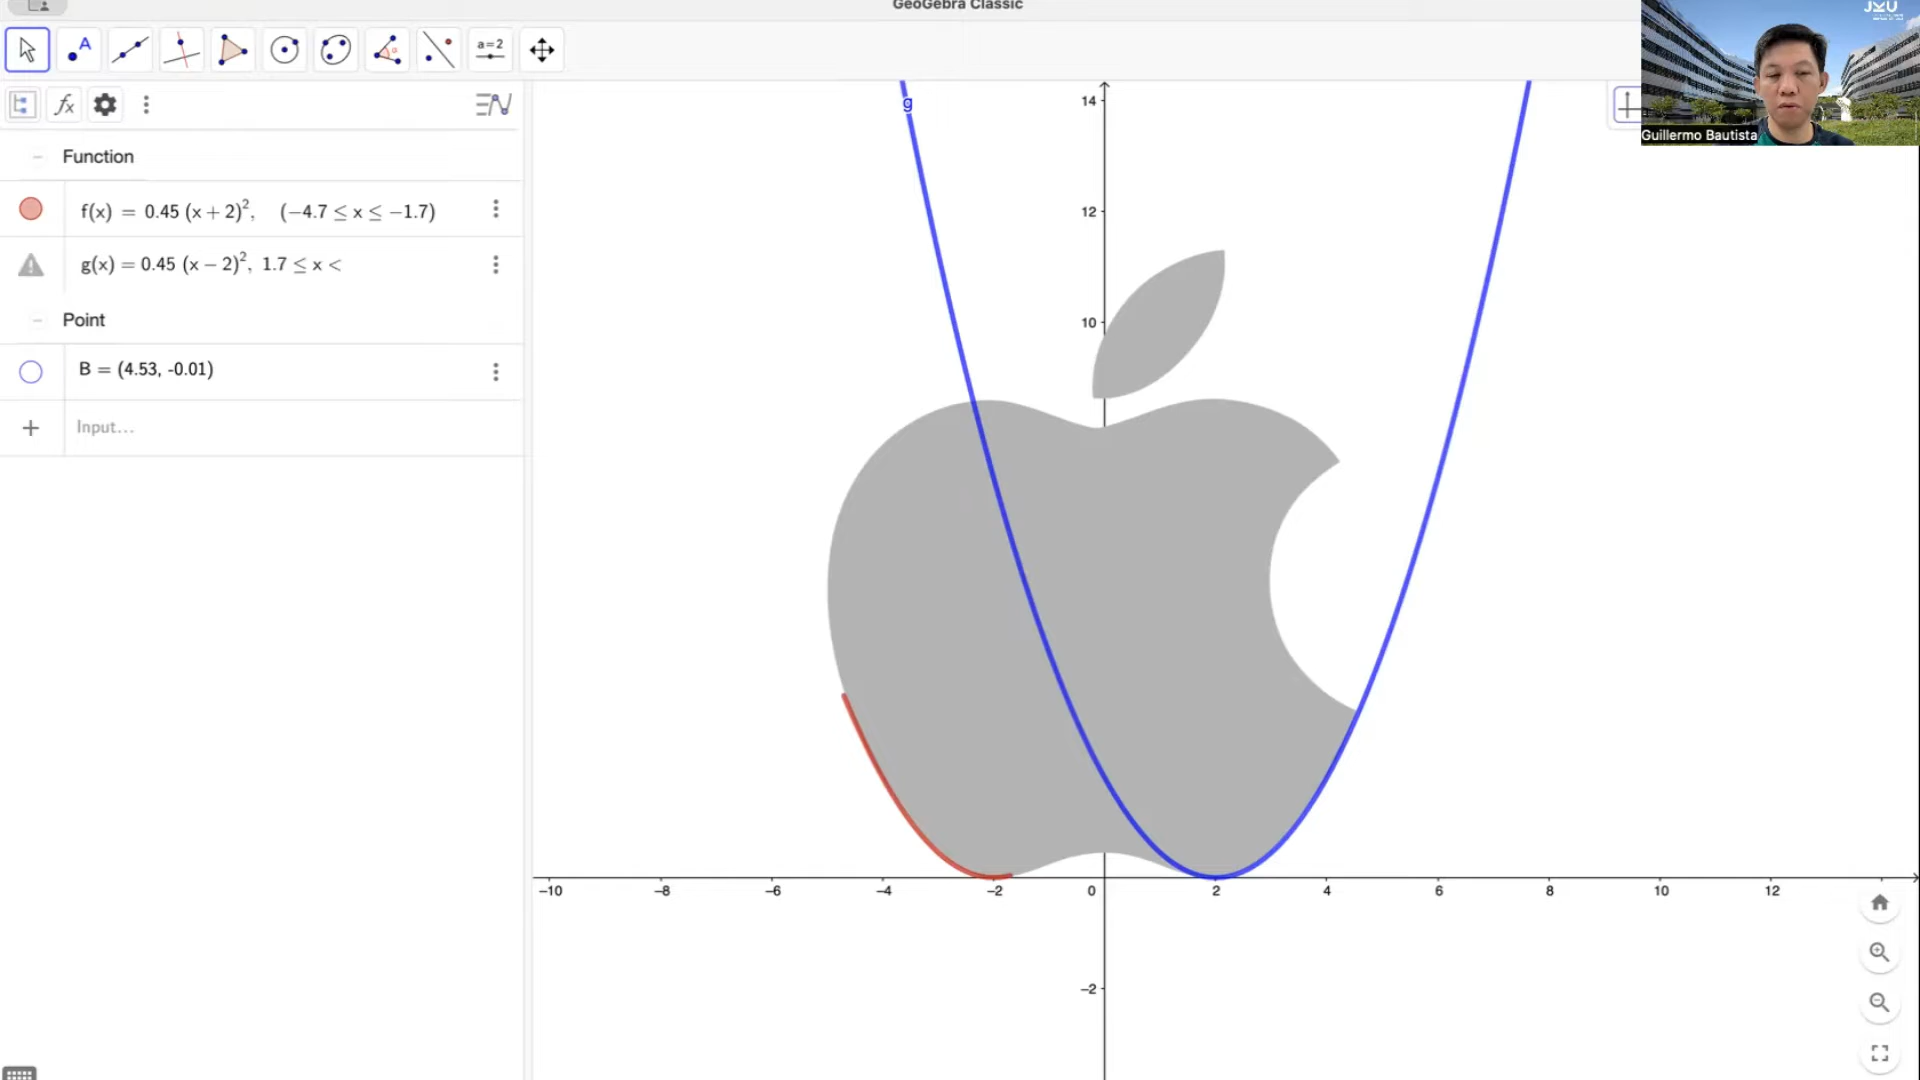 GeoGebra Classic
JKU
Guillermo Bautista
A
a=2
fx
Function
f(x) = 0.45 (x + 2)², (−4.7 ≤ x ≤ −1.7)
g(x) = 0.45 (x − 2)², 1.7 ≤ x <
Point
B = (4.53, -0.01)
Input...
g
14
12
10
−10
−8
−6
−4
−2
0
2
4
6
8
10
12
−2